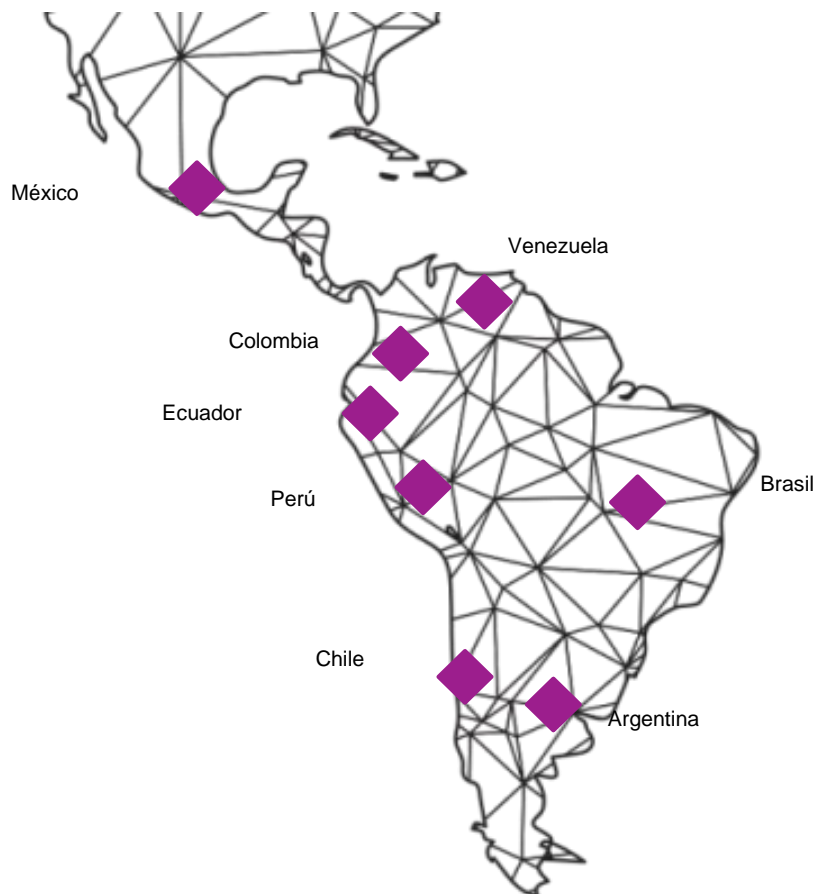 México
Venezuela
Colombia
Ecuador
Perú
Brasil
Chile
Argentina